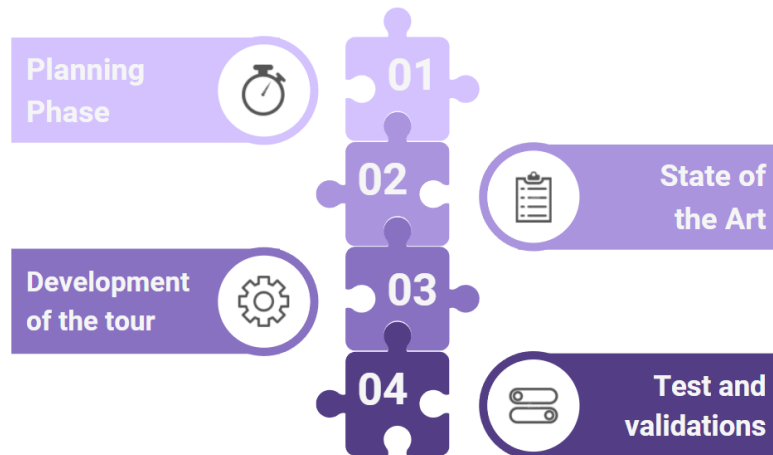 Planning
Phase
01
02
State of
the Art
Development
of the tour
03
04
Test and
validations